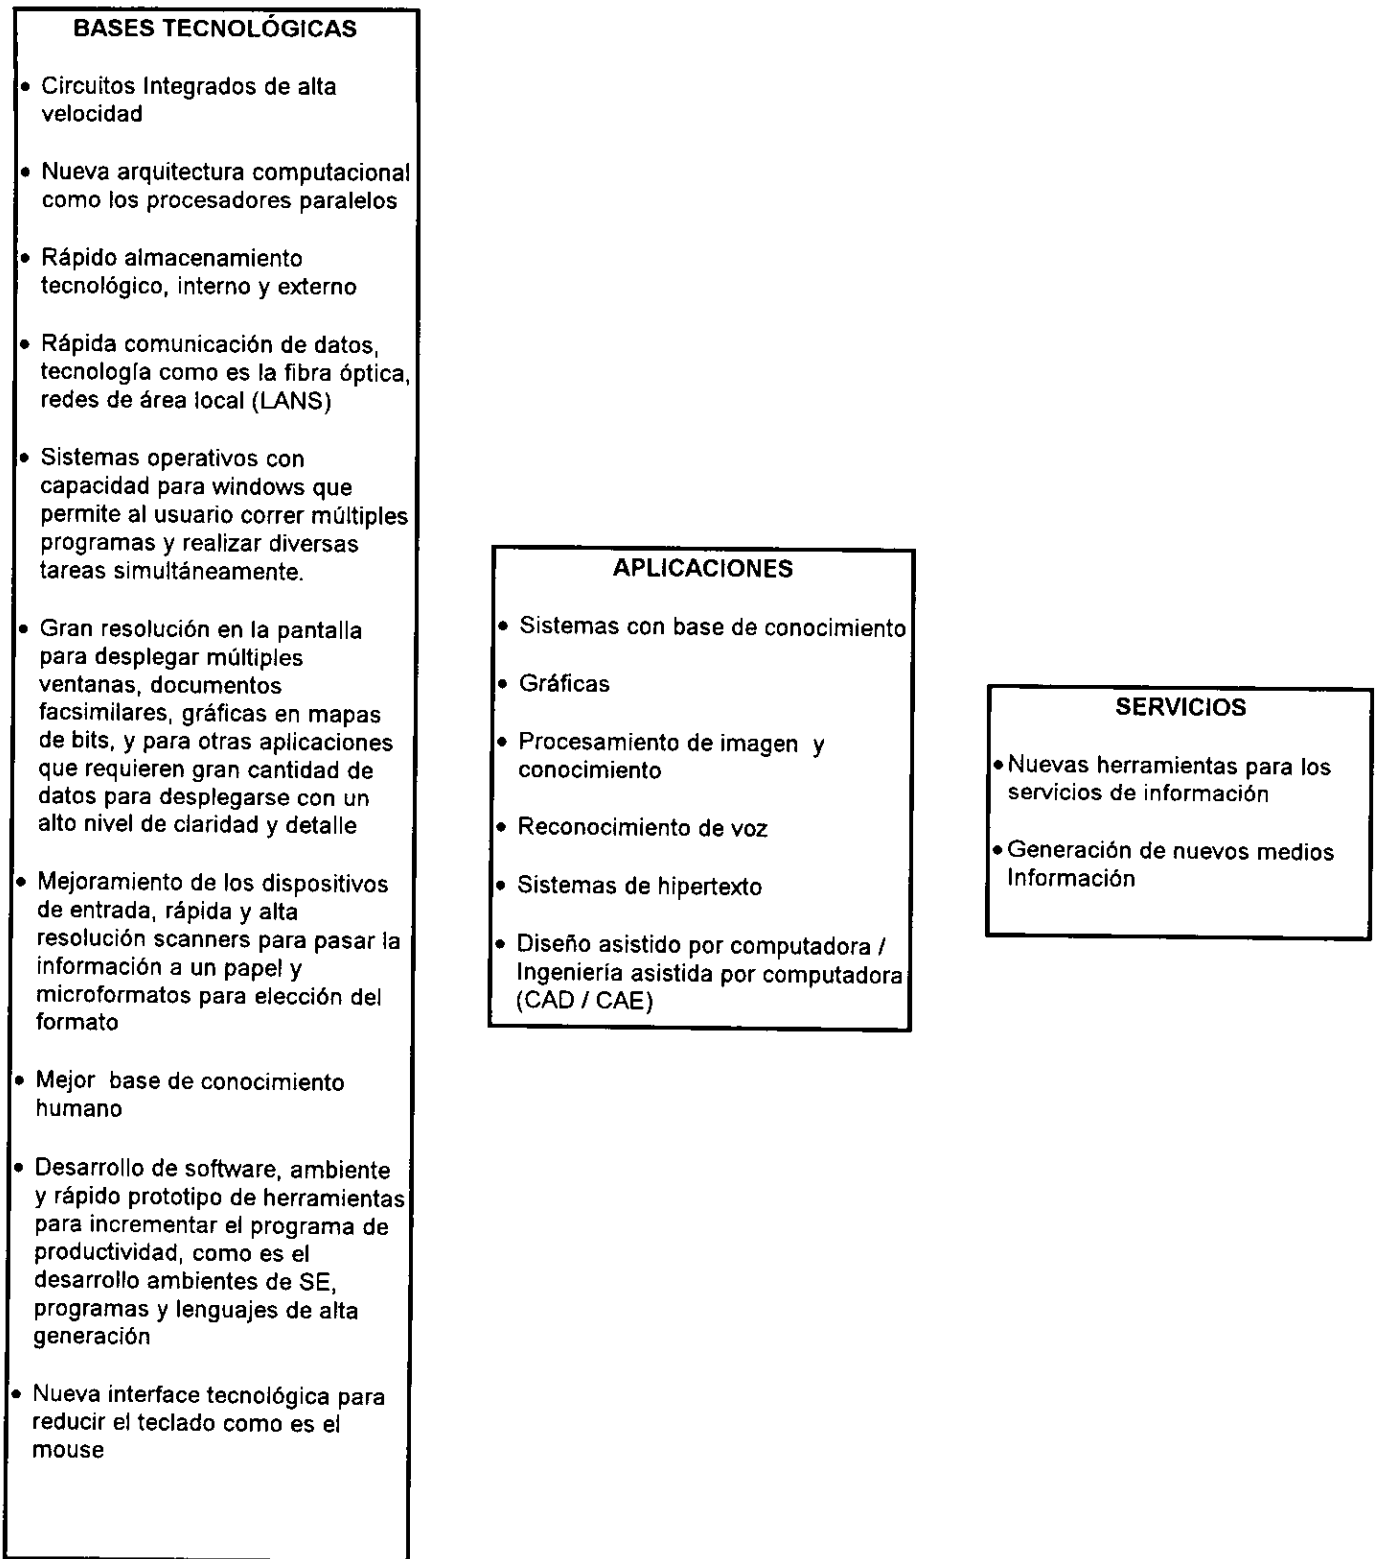 BASES TECNOLÓGICAS
• Circuitos Integrados de alta
velocidad
• Nueva arquitectura computacional
como los procesadores paralelos
• Rápido almacenamiento
tecnológico, interno y externo
• Rápida comunicación de datos,
tecnología como es la fibra óptica,
redes de área local (LANS)
• Sistemas operativos con
capacidad para windows que
permite al usuario correr múltiples
programas y realizar diversas
tareas simultáneamente.
• Gran resolución en la pantalla
para desplegar múltiples
ventanas, documentos
facsimilares, gráficas en mapas
de bits, y para otras aplicaciones
que requieren gran cantidad de
datos para desplegarse con un
alto nivel de claridad y detalle
• Mejoramiento de los dispositivos
de entrada, rápida y alta
resolución scanners para pasar la
información a un papel y
microformatos para elección del
formato
• Mejor base de conocimiento
humano
• Desarrollo de software, ambiente
y rápido prototipo de herramientas
para incrementar el programa de
productividad, como es el
desarrollo ambientes de SE,
programas y lenguajes de alta
generación
• Nueva interface tecnológica para
reducir el teclado como es el
mouse
APLICACIONES
• Sistemas con base de conocimiento
• Gráficas
• Procesamiento de imagen y
conocimiento
• Reconocimiento de voz
• Sistemas de hipertexto
• Diseño asistido por computadora /
Ingeniería asistida por computadora
(CAD / CAE)
SERVICIOS
• Nuevas herramientas para los
servicios de información
• Generación de nuevos medios
Información